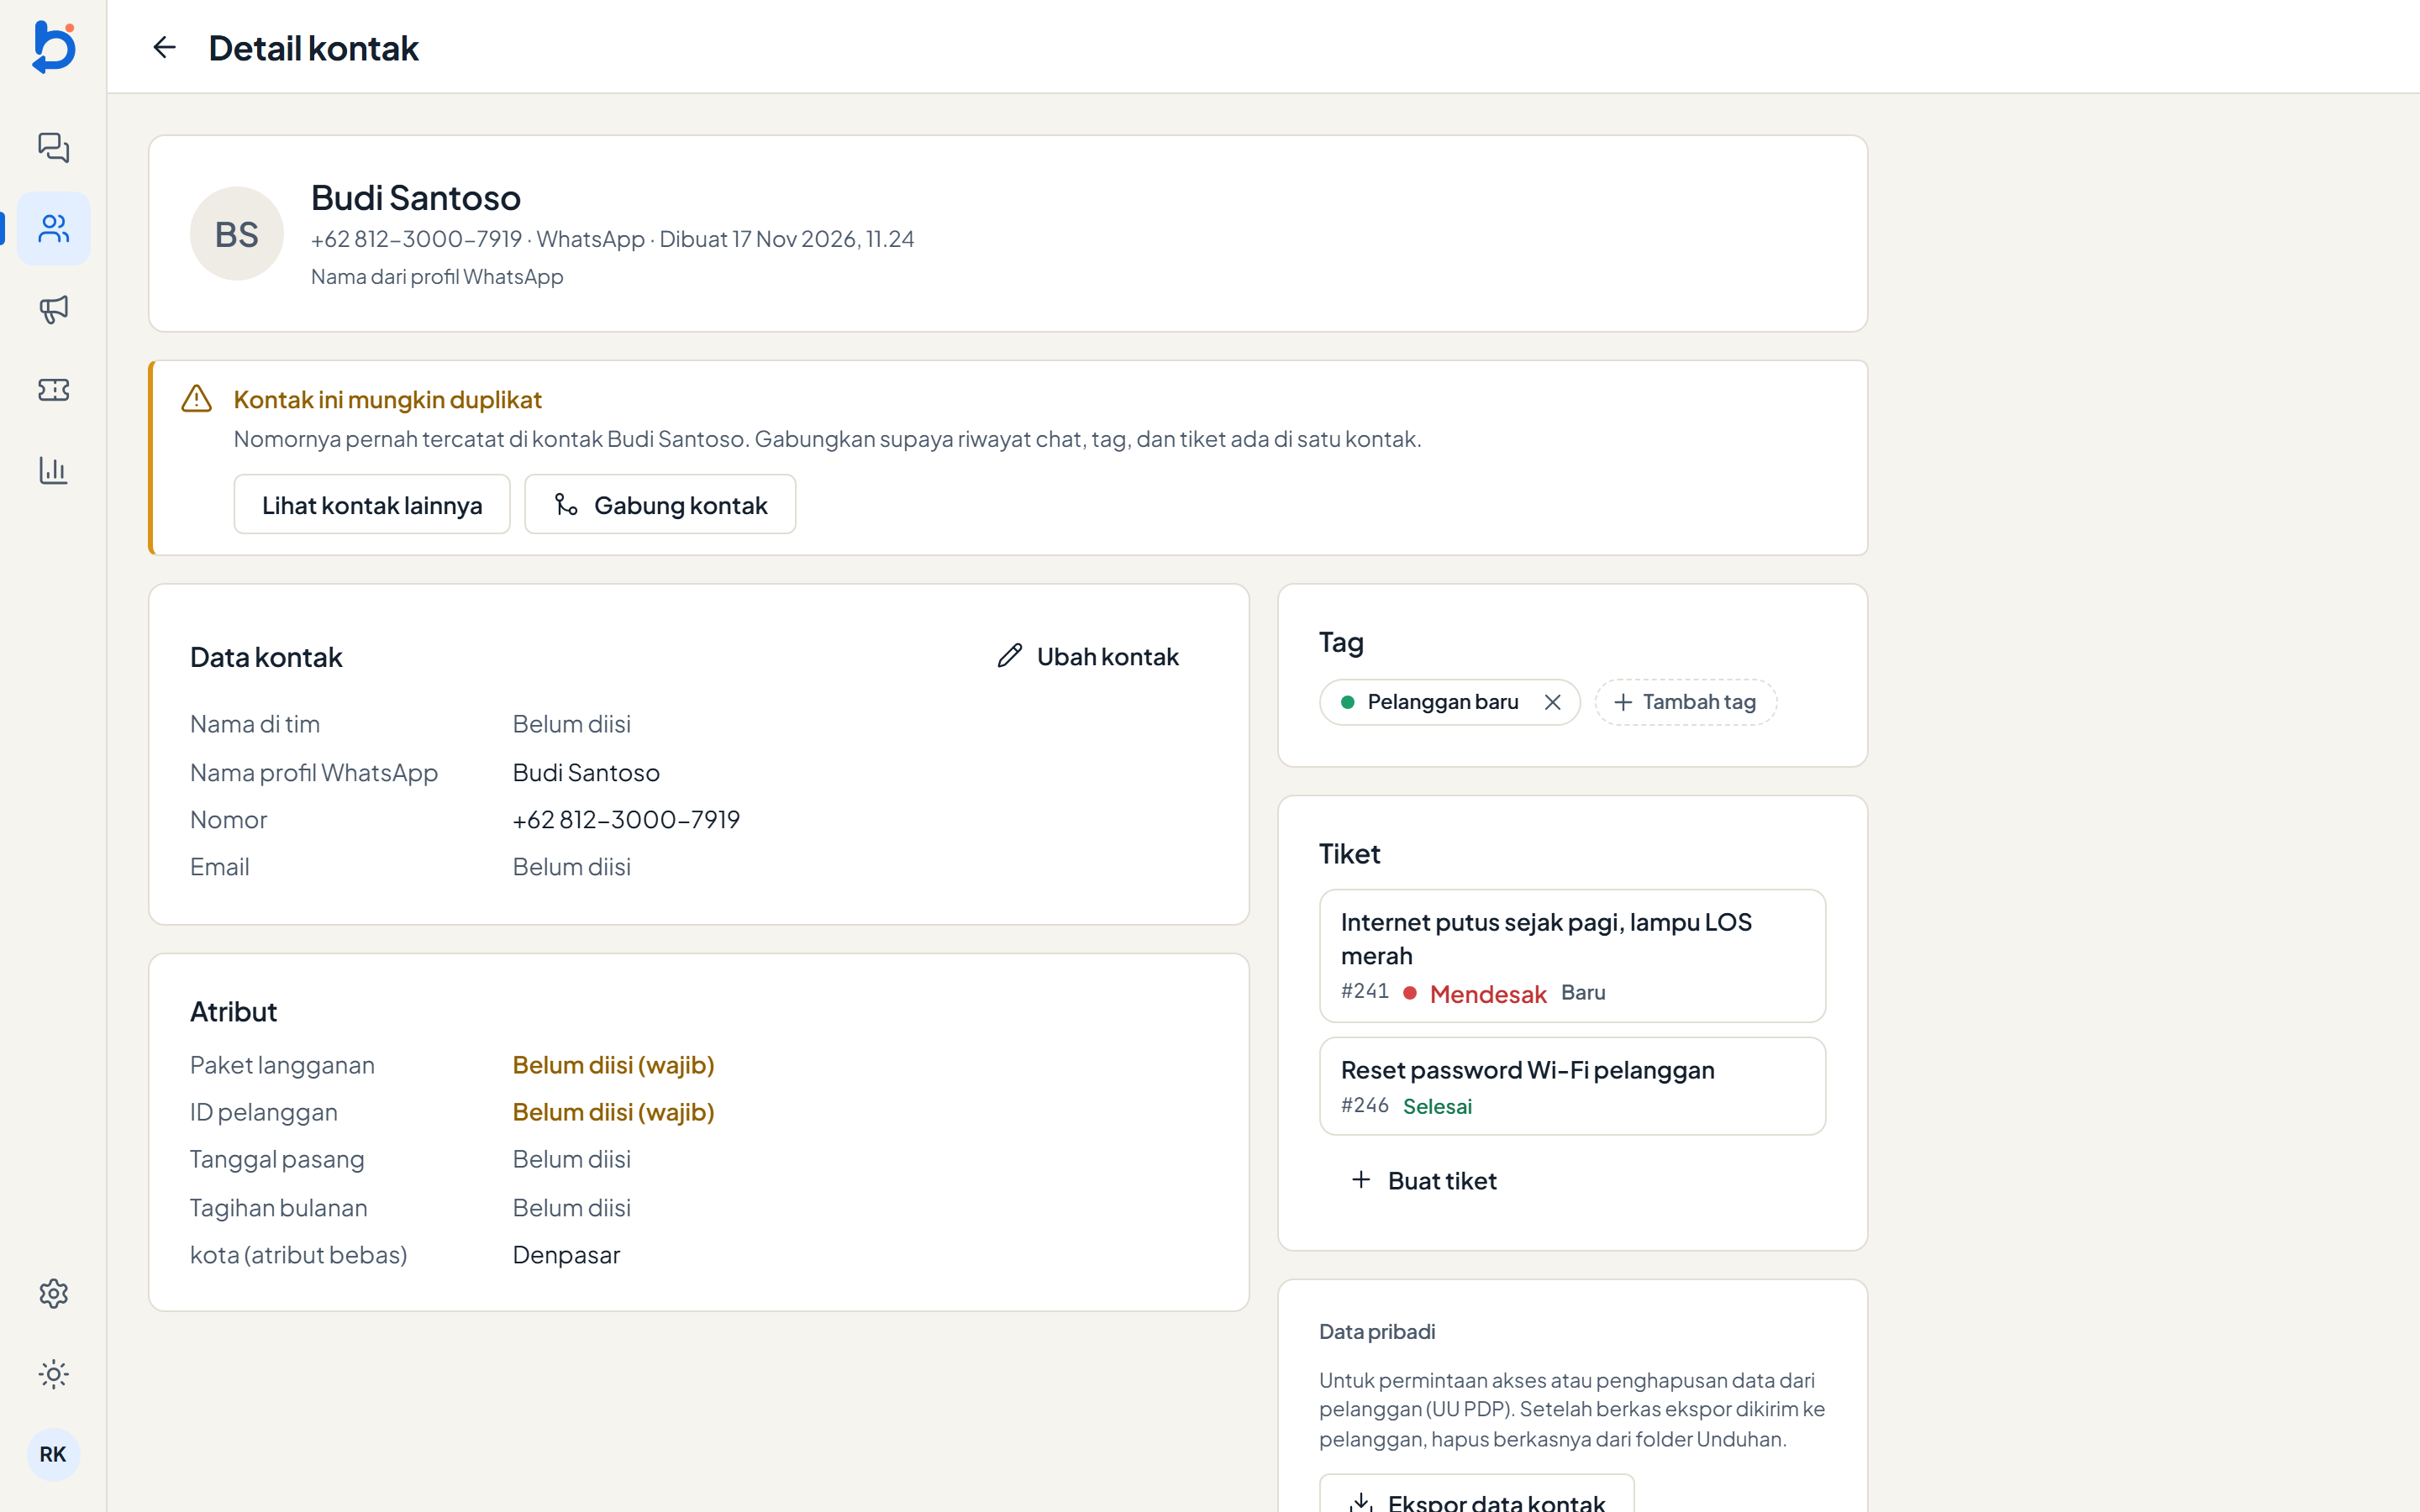 Detail kontak
BS
Budi Santoso
+62 812-3000-7919 · WhatsApp · Dibuat 17 Nov 2026, 11.24
Nama dari profil WhatsApp
Kontak ini mungkin duplikat
Nomornya pernah tercatat di kontak Budi Santoso. Gabungkan supaya riwayat chat, tag, dan tiket ada di satu kontak.
Lihat kontak lainnya
Gabung kontak
Data kontak
Ubah kontak
Nama di tim
Belum diisi
Nama profil WhatsApp
Budi Santoso
Nomor
+62 812-3000-7919
Email
Belum diisi
Atribut
Paket langganan
Belum diisi (wajib)
ID pelanggan
Belum diisi (wajib)
Tanggal pasang
Belum diisi
Tagihan bulanan
Belum diisi
kota (atribut bebas)
Denpasar
Tag
Pelanggan baru
Tambah tag
Tiket
Internet putus sejak pagi, lampu LOS
merah
#241 Mendesak Baru
Reset password Wi-Fi pelanggan
#246 Selesai
Buat tiket
Data pribadi
Untuk permintaan akses atau penghapusan data dari
pelanggan (UU PDP). Setelah berkas ekspor dikirim ke
pelanggan, hapus berkasnya dari folder Unduhan.
Ekspor data kontak
RK